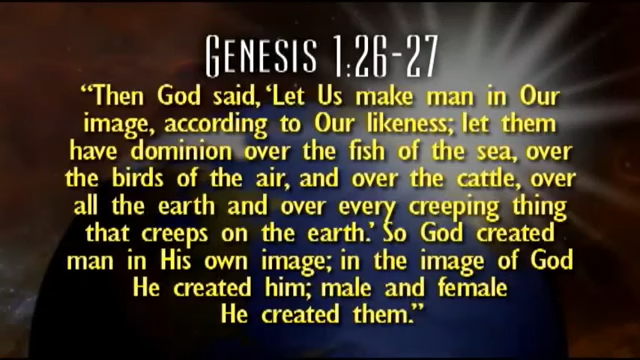 GENESIS 1:26-27
“Then God said, ‘Let Us make man in Our
image, according to Our likeness; let them
have dominion over the fish of the sea, over
the birds of the air, and over the cattle, over
all the earth and over every creeping thing
that creeps on the earth.’ So God created
man in His own image; in the image of God
He created him; male and female
He created them.”